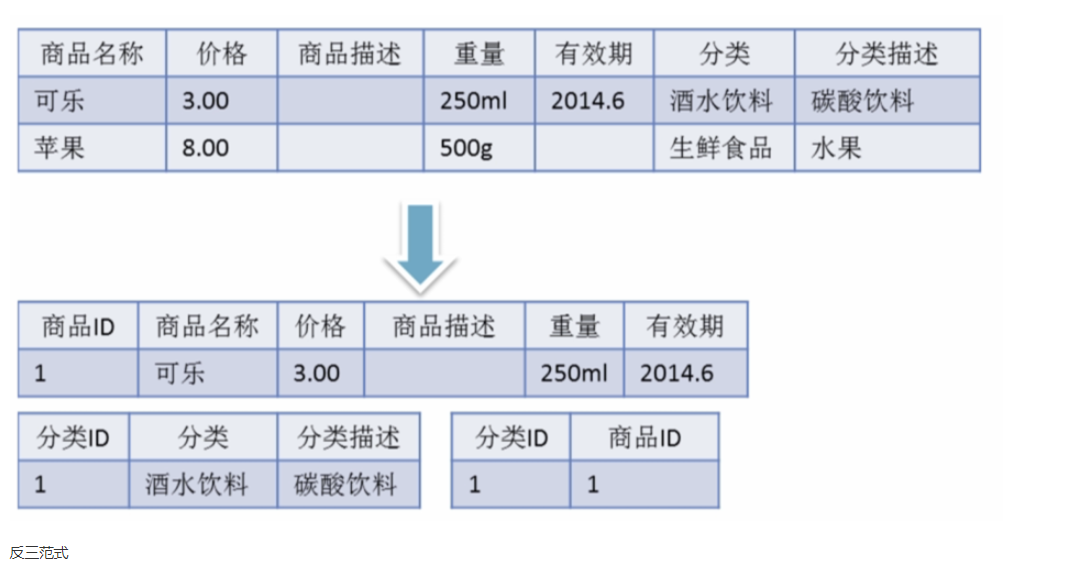 商品名称 价格 商品描述 重量 有效期 分类 分类描述
可乐 3.00 250ml 2014.6 酒水饮料 碳酸饮料
苹果 8.00 500g 生鲜食品 水果
商品ID 商品名称 价格 商品描述 重量 有效期
1 可乐 3.00 250ml 2014.6
分类ID 分类 分类描述 分类ID 商品ID
1 酒水饮料 碳酸饮料 1 1
反三范式